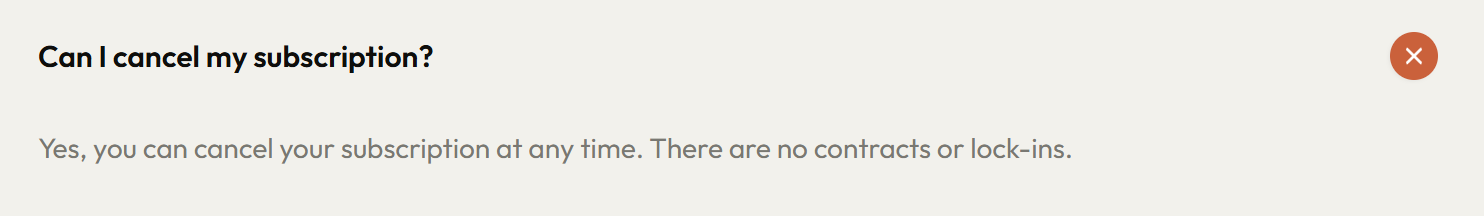 Can I cancel my subscription?
Yes, you can cancel your subscription at any time. There are no contracts or lock-ins.